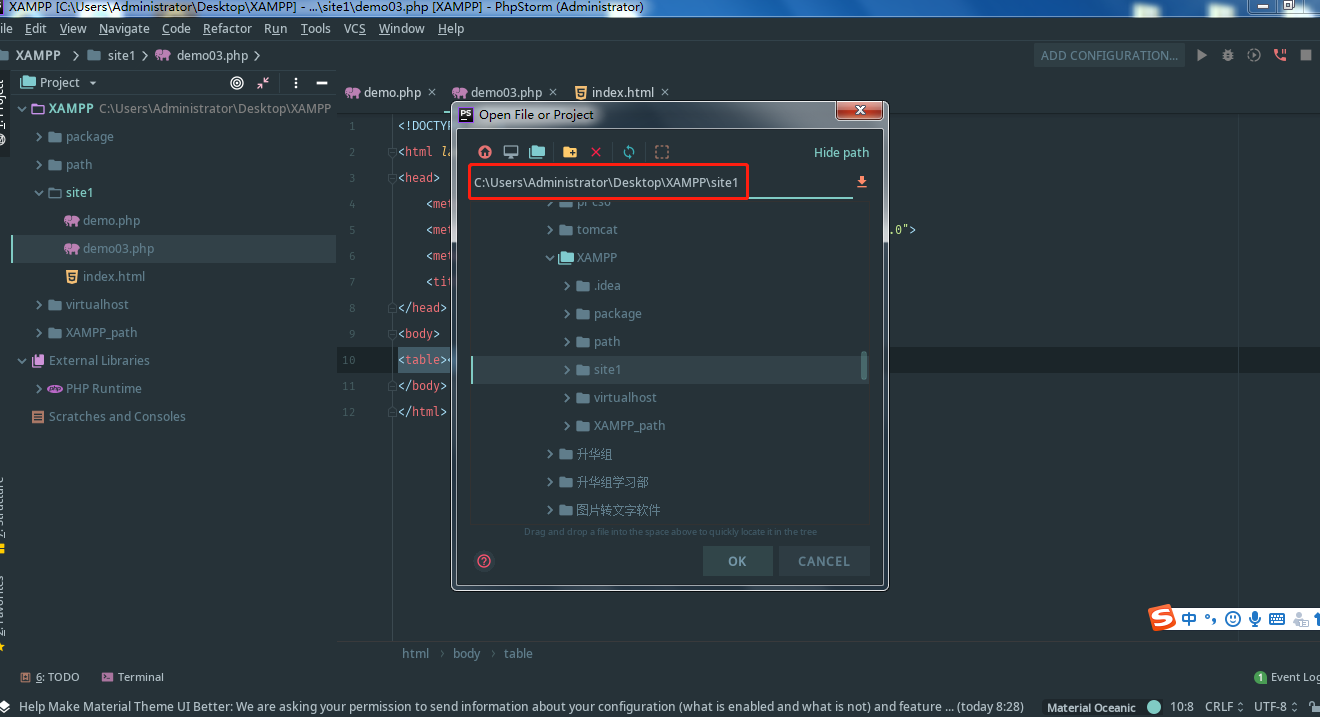 XAMPP [C:\Users\Administrator\Desktop\XAMPP] - ...\site1\demo03.php [XAMPP] - PhpStorm (Administrator)
Edit View Navigate Code Refactor Run Tools VCS Window Help
XAMPP site1 demo03.php ADD CONFIGURATION...
Project
demo.php demo03.php index.html
XAMPP C:\Users\Administrator\Desktop\XAMPP
package
path
site1
demo.php
demo03.php
index.html
virtualhost
XAMPP_path
External Libraries
PHP Runtime
Scratches and Consoles
1 <!DOCTYP
2 <html la
3 <head>
4 <met
5 <met .0">
6 <met
7 <tit
8 </head>
9 <body>
10 <table><
11 </body>
12 </html>
PS Open File or Project
Hide path
C:\Users\Administrator\Desktop\XAMPP\site1
tomcat
XAMPP
.idea
package
path
site1
virtualhost
XAMPP_path
升华组
升华组学习部
图片转文字软件
Drag and drop a file into the space above to quickly locate it in the tree
OK CANCEL
中
html body table
6: TODO Terminal 1 Event Log
Help Make Material Theme UI Better: We are asking your permission to send information about your configuration (what is enabled and what is not) and feature ... (today 8:28) Material Oceanic 10:8 CRLF UTF-8